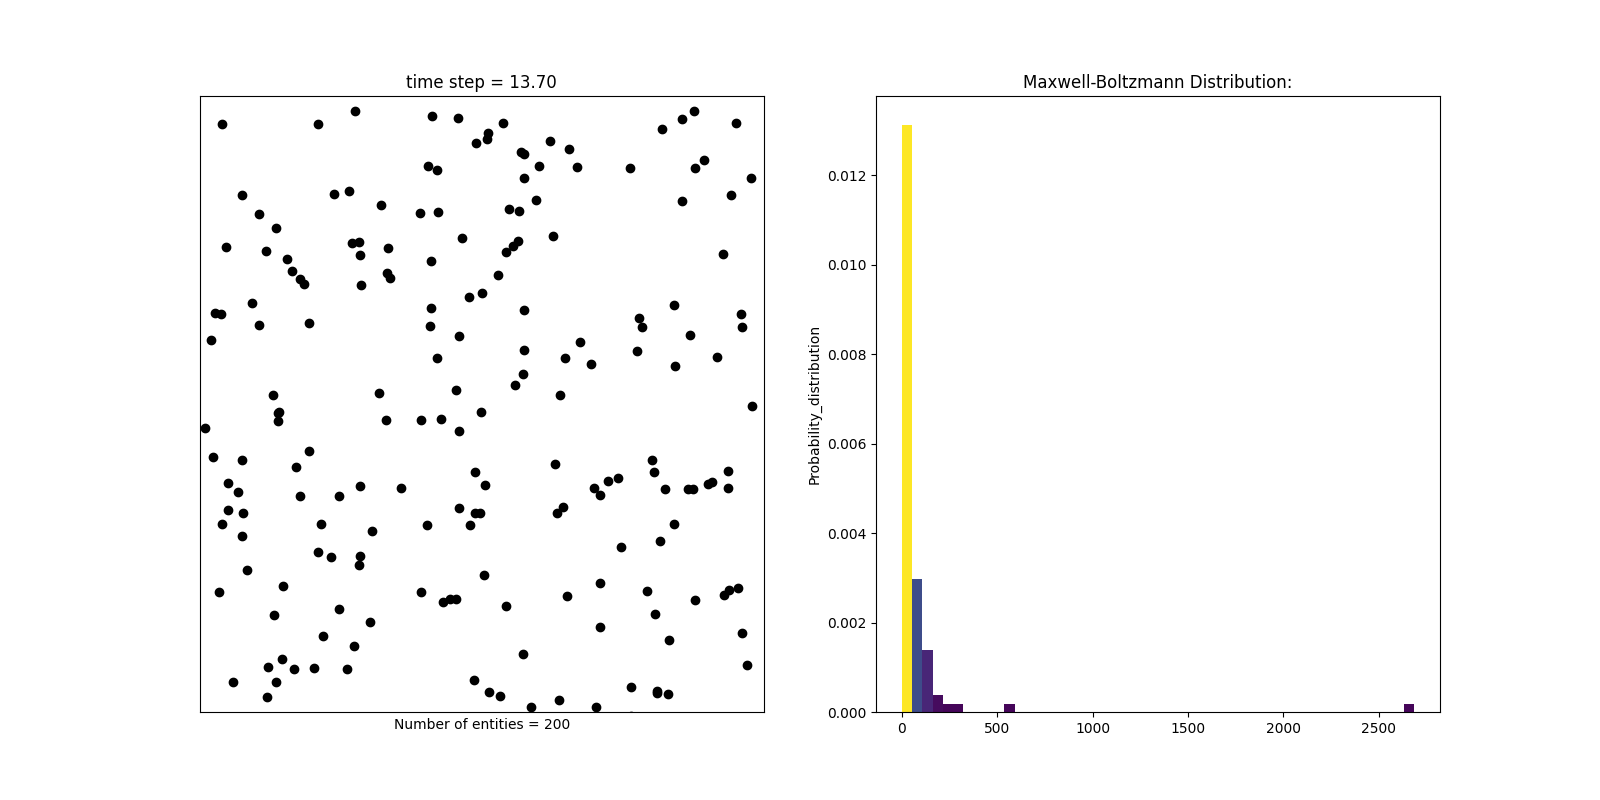 time step = 13.70
Number of entities = 200
Maxwell-Boltzmann Distribution:
Probability_distribution
0.012
0.010
0.008
0.006
0.004
0.002
0.000
0 500 1000 1500 2000 2500